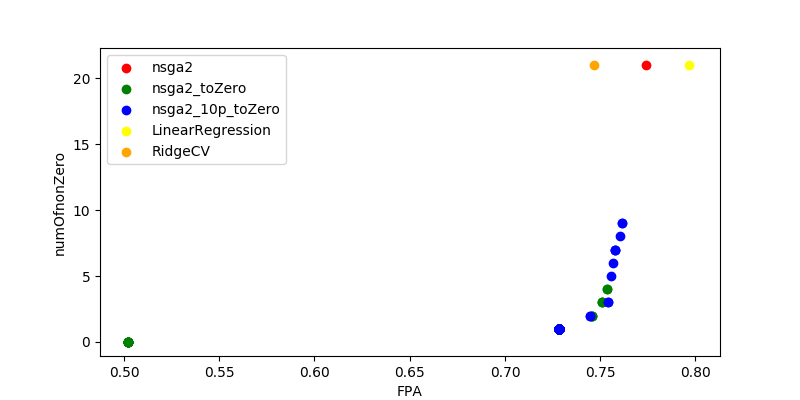 nsga2
nsga2_toZero
nsga2_10p_toZero
LinearRegression
RidgeCV
numOfnonZero
20
15
10
5
0
0.50 0.55 0.60 0.65 0.70 0.75 0.80
FPA